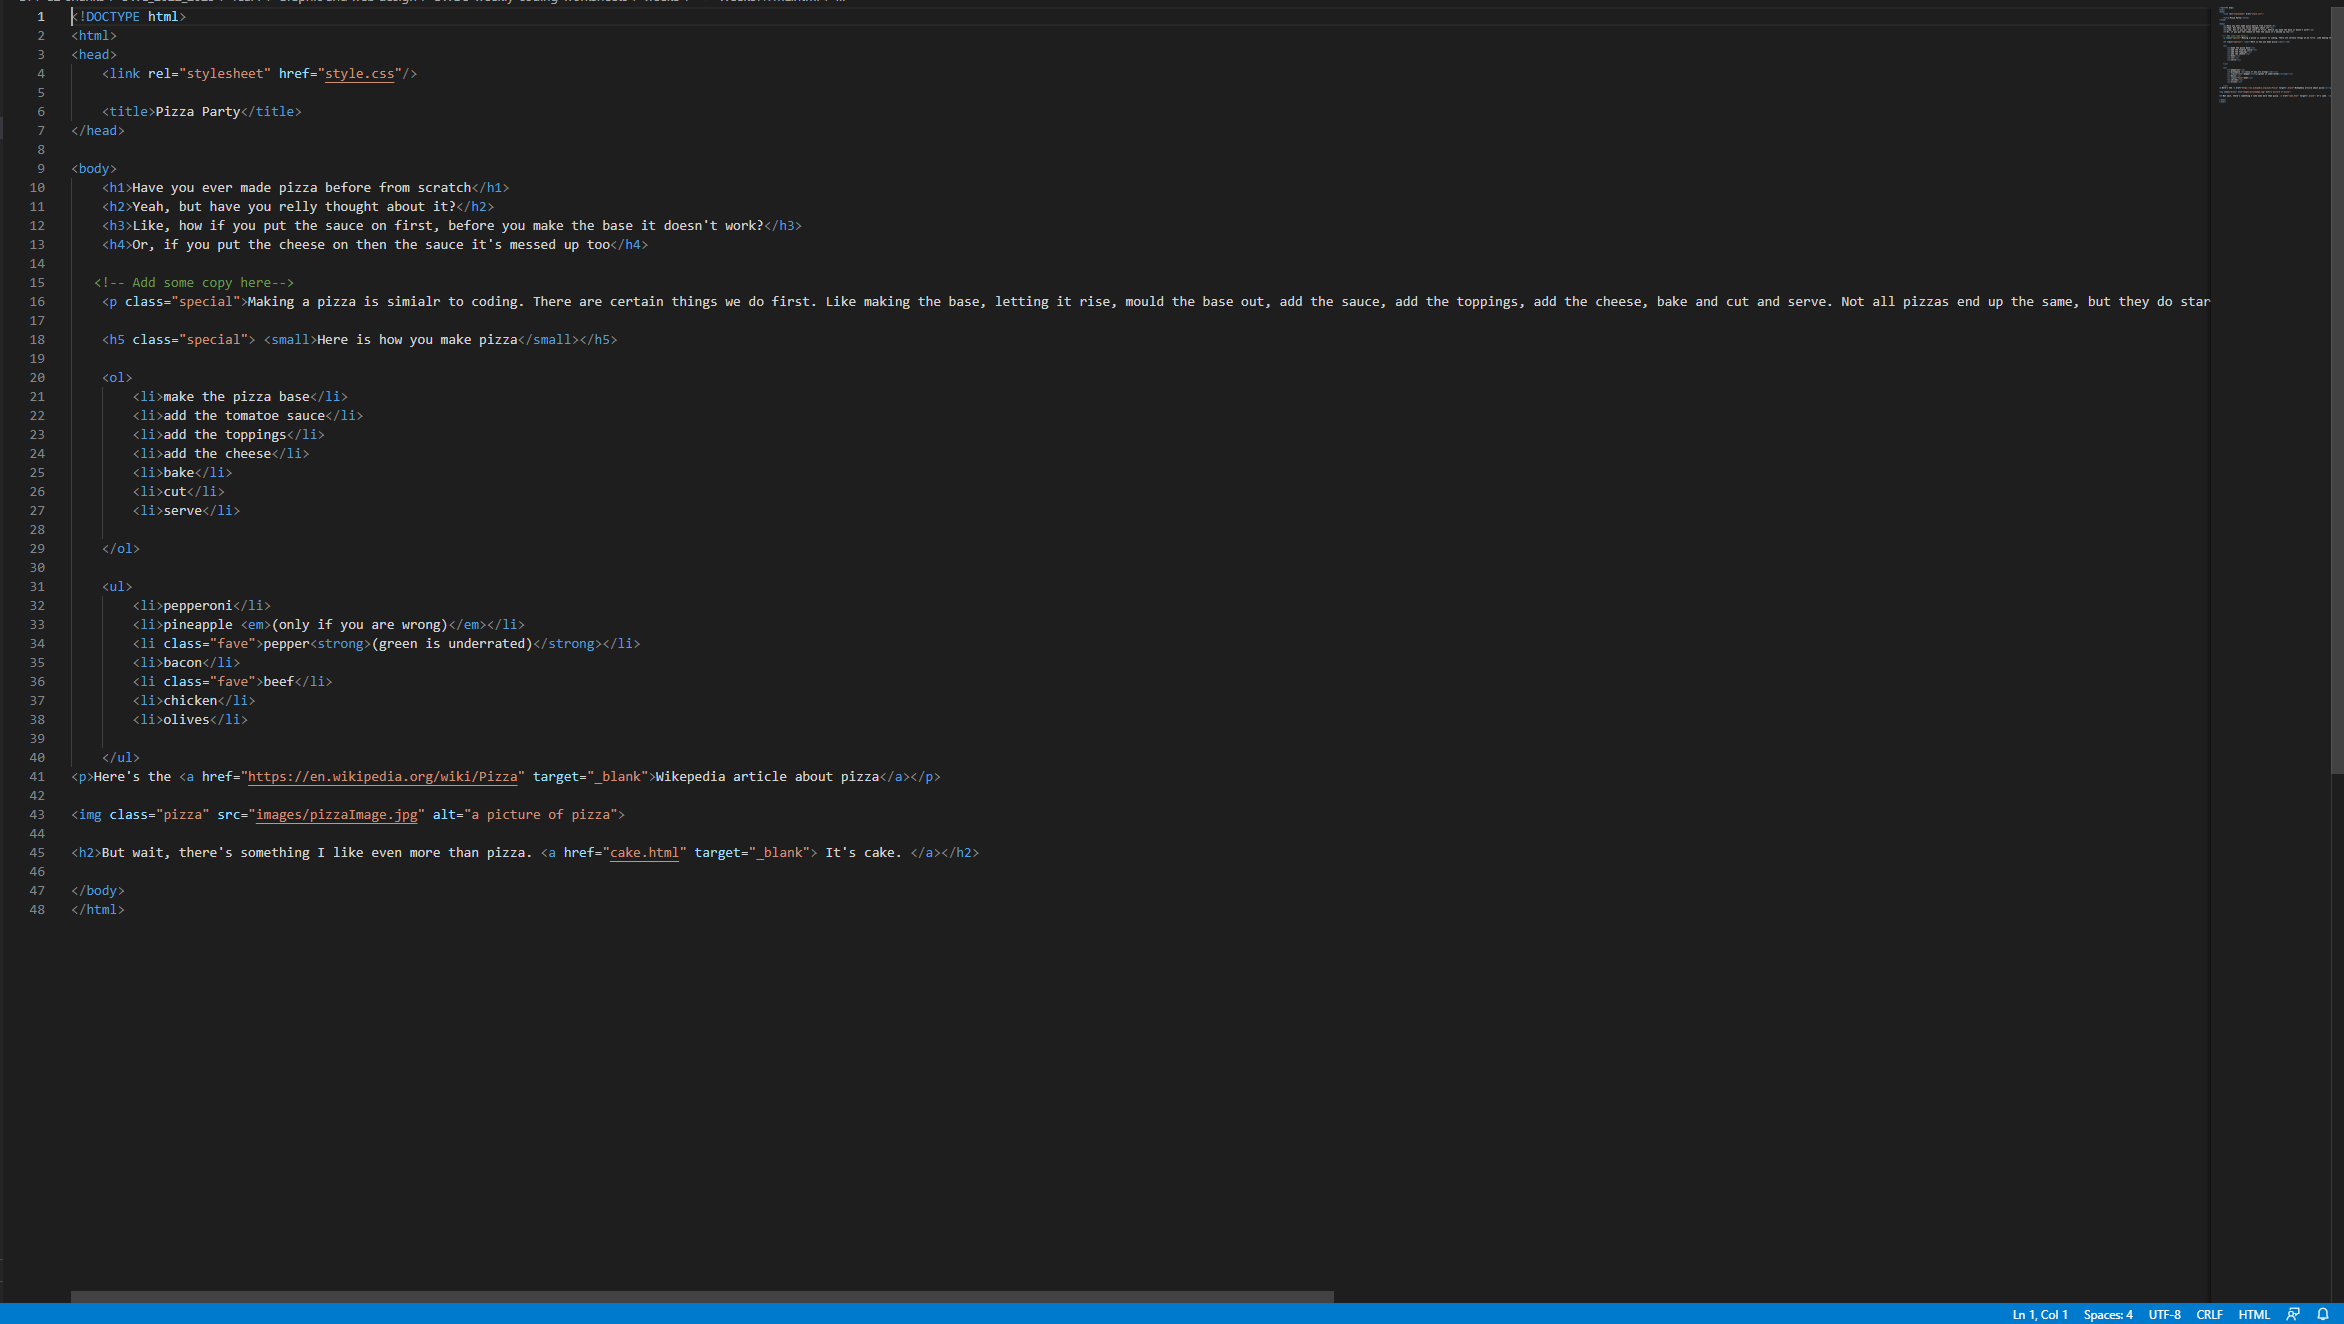 1 <!DOCTYPE html>
2 <html>
3 <head>
4 <link rel="stylesheet" href="style.css"/>
5
6 <title>Pizza Party</title>
7 </head>
8
9 <body>
10 <h1>Have you ever made pizza before from scratch</h1>
11 <h2>Yeah, but have you relly thought about it?</h2>
12 <h3>Like, how if you put the sauce on first, before you make the base it doesn't work?</h3>
13 <h4>Or, if you put the cheese on then the sauce it's messed up too</h4>
14
15 <!-- Add some copy here-->
16 <p class="special">Making a pizza is simialr to coding. There are certain things we do first. Like making the base, letting it rise, mould the base out, add the sauce, add the toppings, add the cheese, bake and cut and serve. Not all pizzas end up the same, but they do star
17
18 <h5 class="special"> <small>Here is how you make pizza</small></h5>
19
20 <ol>
21 <li>make the pizza base</li>
22 <li>add the tomatoe sauce</li>
23 <li>add the toppings</li>
24 <li>add the cheese</li>
25 <li>bake</li>
26 <li>cut</li>
27 <li>serve</li>
28
29 </ol>
30
31 <ul>
32 <li>pepperoni</li>
33 <li>pineapple <em>(only if you are wrong)</em></li>
34 <li class="fave">pepper<strong>(green is underrated)</strong></li>
35 <li>bacon</li>
36 <li class="fave">beef</li>
37 <li>chicken</li>
38 <li>olives</li>
39
40 </ul>
41 <p>Here's the <a href="https://en.wikipedia.org/wiki/Pizza" target="_blank">Wikepedia article about pizza</a></p>
42
43 <img class="pizza" src="images/pizzaImage.jpg" alt="a picture of pizza">
44
45 <h2>But wait, there's something I like even more than pizza. <a href="cake.html" target="_blank"> It's cake. </a></h2>
46
47 </body>
48 </html>
Ln 1, Col 1 Spaces: 4 UTF-8 CRLF HTML